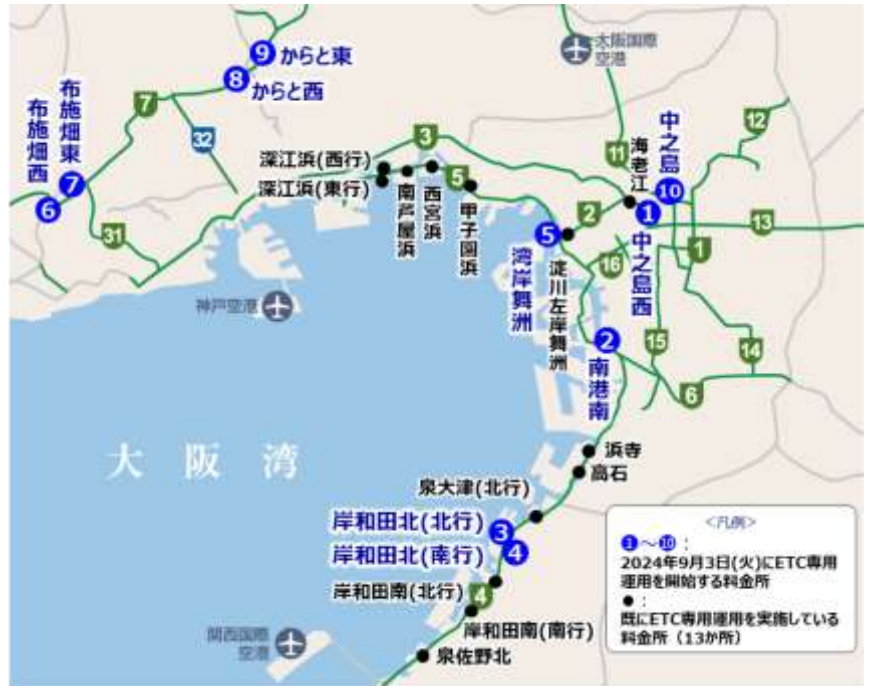 大阪国際
空港
9 からと東
8 からと西
布施畑東
布施畑西
7
7
6
32
31
3
深江浜(西行)
深江浜(東行)
南芦屋浜
西宮浜
5
甲子園浜
11
海老江
中之島
10
12
2
1
中之島西
13
1
5
湾岸舞洲
淀川左岸舞洲
16
神戸空港
2
南港南
15
14
6
大阪湾
浜寺
高石
泉大津(北行)
岸和田北(北行)
3
岸和田北(南行)
4
岸和田南(北行)
4
岸和田南(南行)
関西国際
空港
泉佐野北
<凡例>
❶～❿：
2024年9月3日(火)にETC専用
運用を開始する料金所
●：
既にETC専用運用を実施している
料金所（13か所）